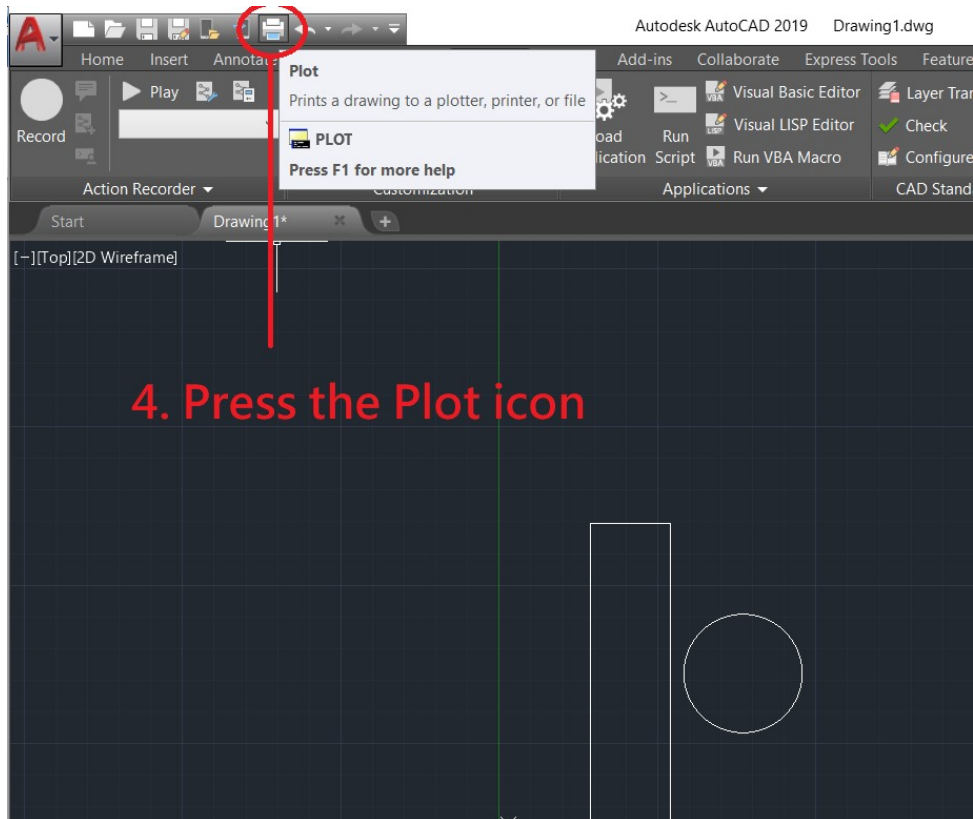 Autodesk AutoCAD 2019 Drawing1.dwg
Home Insert Annotate Add-ins Collaborate Express Tools Feature
Plot
Prints a drawing to a plotter, printer, or file
PLOT
Press F1 for more help
Record
Play
Run
Script
Visual Basic Editor
Visual LISP Editor
Run VBA Macro
Layer Tran
Check
Configure
Action Recorder
Customization
Applications
CAD Stand
Start
Drawing1*
[−][Top][2D Wireframe]
4. Press the Plot icon